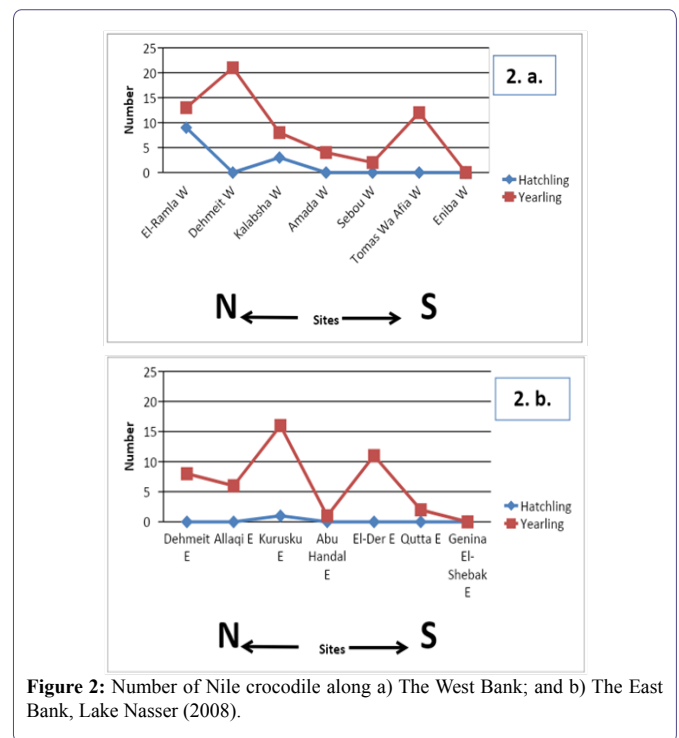 25
20
15
10
5
0
Number
2. a.
Hatchling
Yearling
El-Ramla W
Dehmeit W
Kalabsha W
Amada W
Sebou W
Tomas Wa Afia W
Eniba W
N Sites S
25
20
15
10
5
0
Number
2. b.
Hatchling
Yearling
Dehmeit Allaqi E Kurusku Abu El-Der E Qutta E Genina
E E Handal El-
E Shebak
E
N Sites S
Figure 2: Number of Nile crocodile along a) The West Bank; and b) The East
Bank, Lake Nasser (2008).